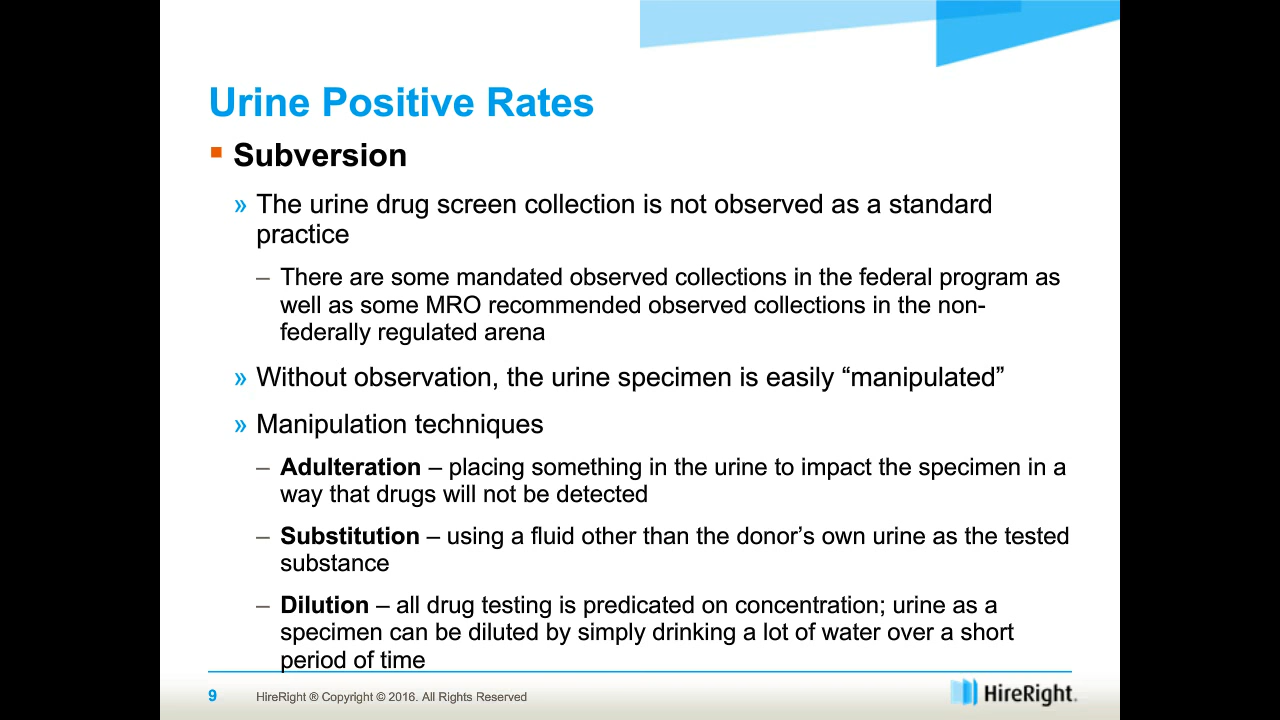 Urine Positive Rates
▪ Subversion
» The urine drug screen collection is not observed as a standard
practice
– There are some mandated observed collections in the federal program as
well as some MRO recommended observed collections in the non-
federally regulated arena
» Without observation, the urine specimen is easily “manipulated”
» Manipulation techniques
– Adulteration – placing something in the urine to impact the specimen in a
way that drugs will not be detected
– Substitution – using a fluid other than the donor’s own urine as the tested
substance
– Dilution – all drug testing is predicated on concentration; urine as a
specimen can be diluted by simply drinking a lot of water over a short
period of time
9 HireRight ® Copyright © 2016. All Rights Reserved
HireRight.